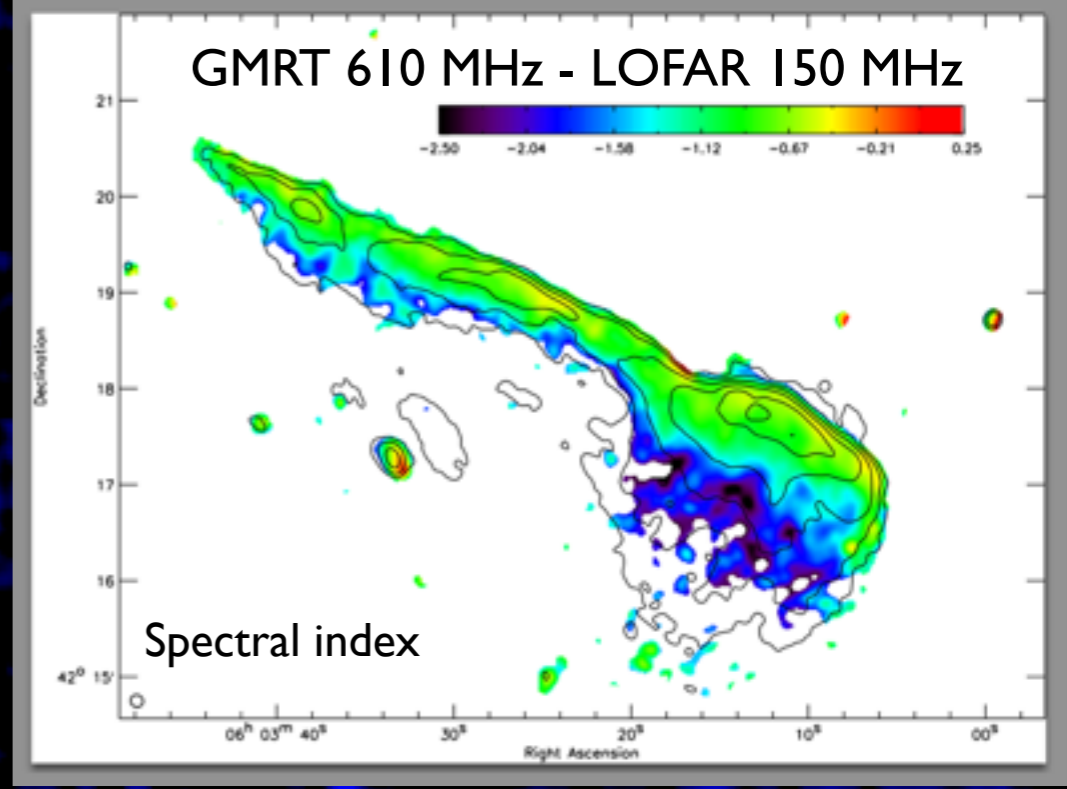 GMRT 610 MHz - LOFAR 150 MHz
-2.50 -2.04 -1.58 -1.12 -0.67 -0.21 0.25
21
20
19
18
17
16
42⁰ 15'
Declination
Spectral index
06ʰ 03ᵐ 40ˢ 30ˢ 20ˢ 10ˢ 00ˢ
Right Ascension